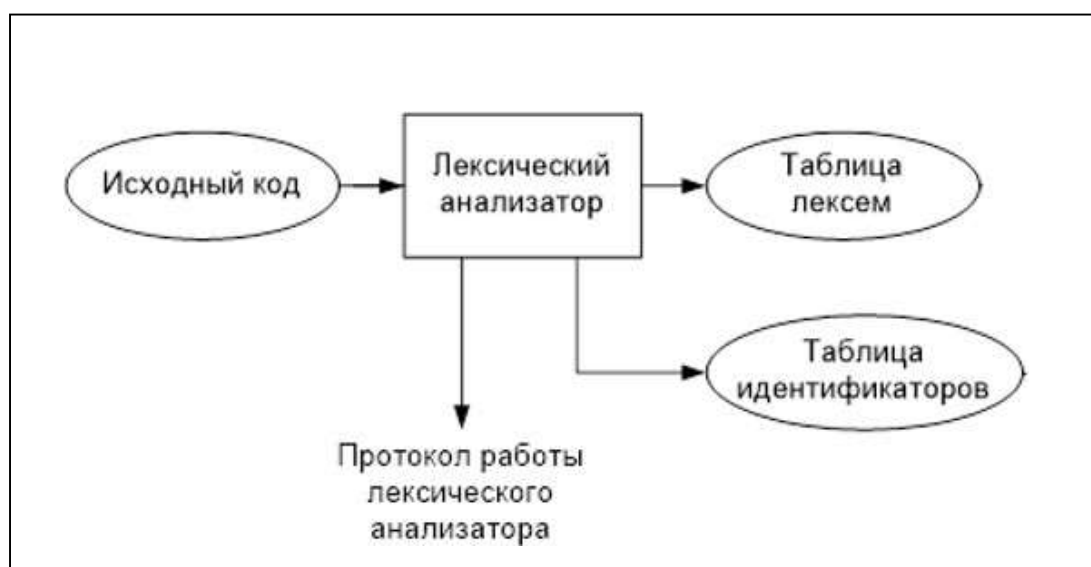 Исходный код
Лексический
анализатор
Таблица
лексем
Таблица
идентификаторов
Протокол работы
лексического
анализатора